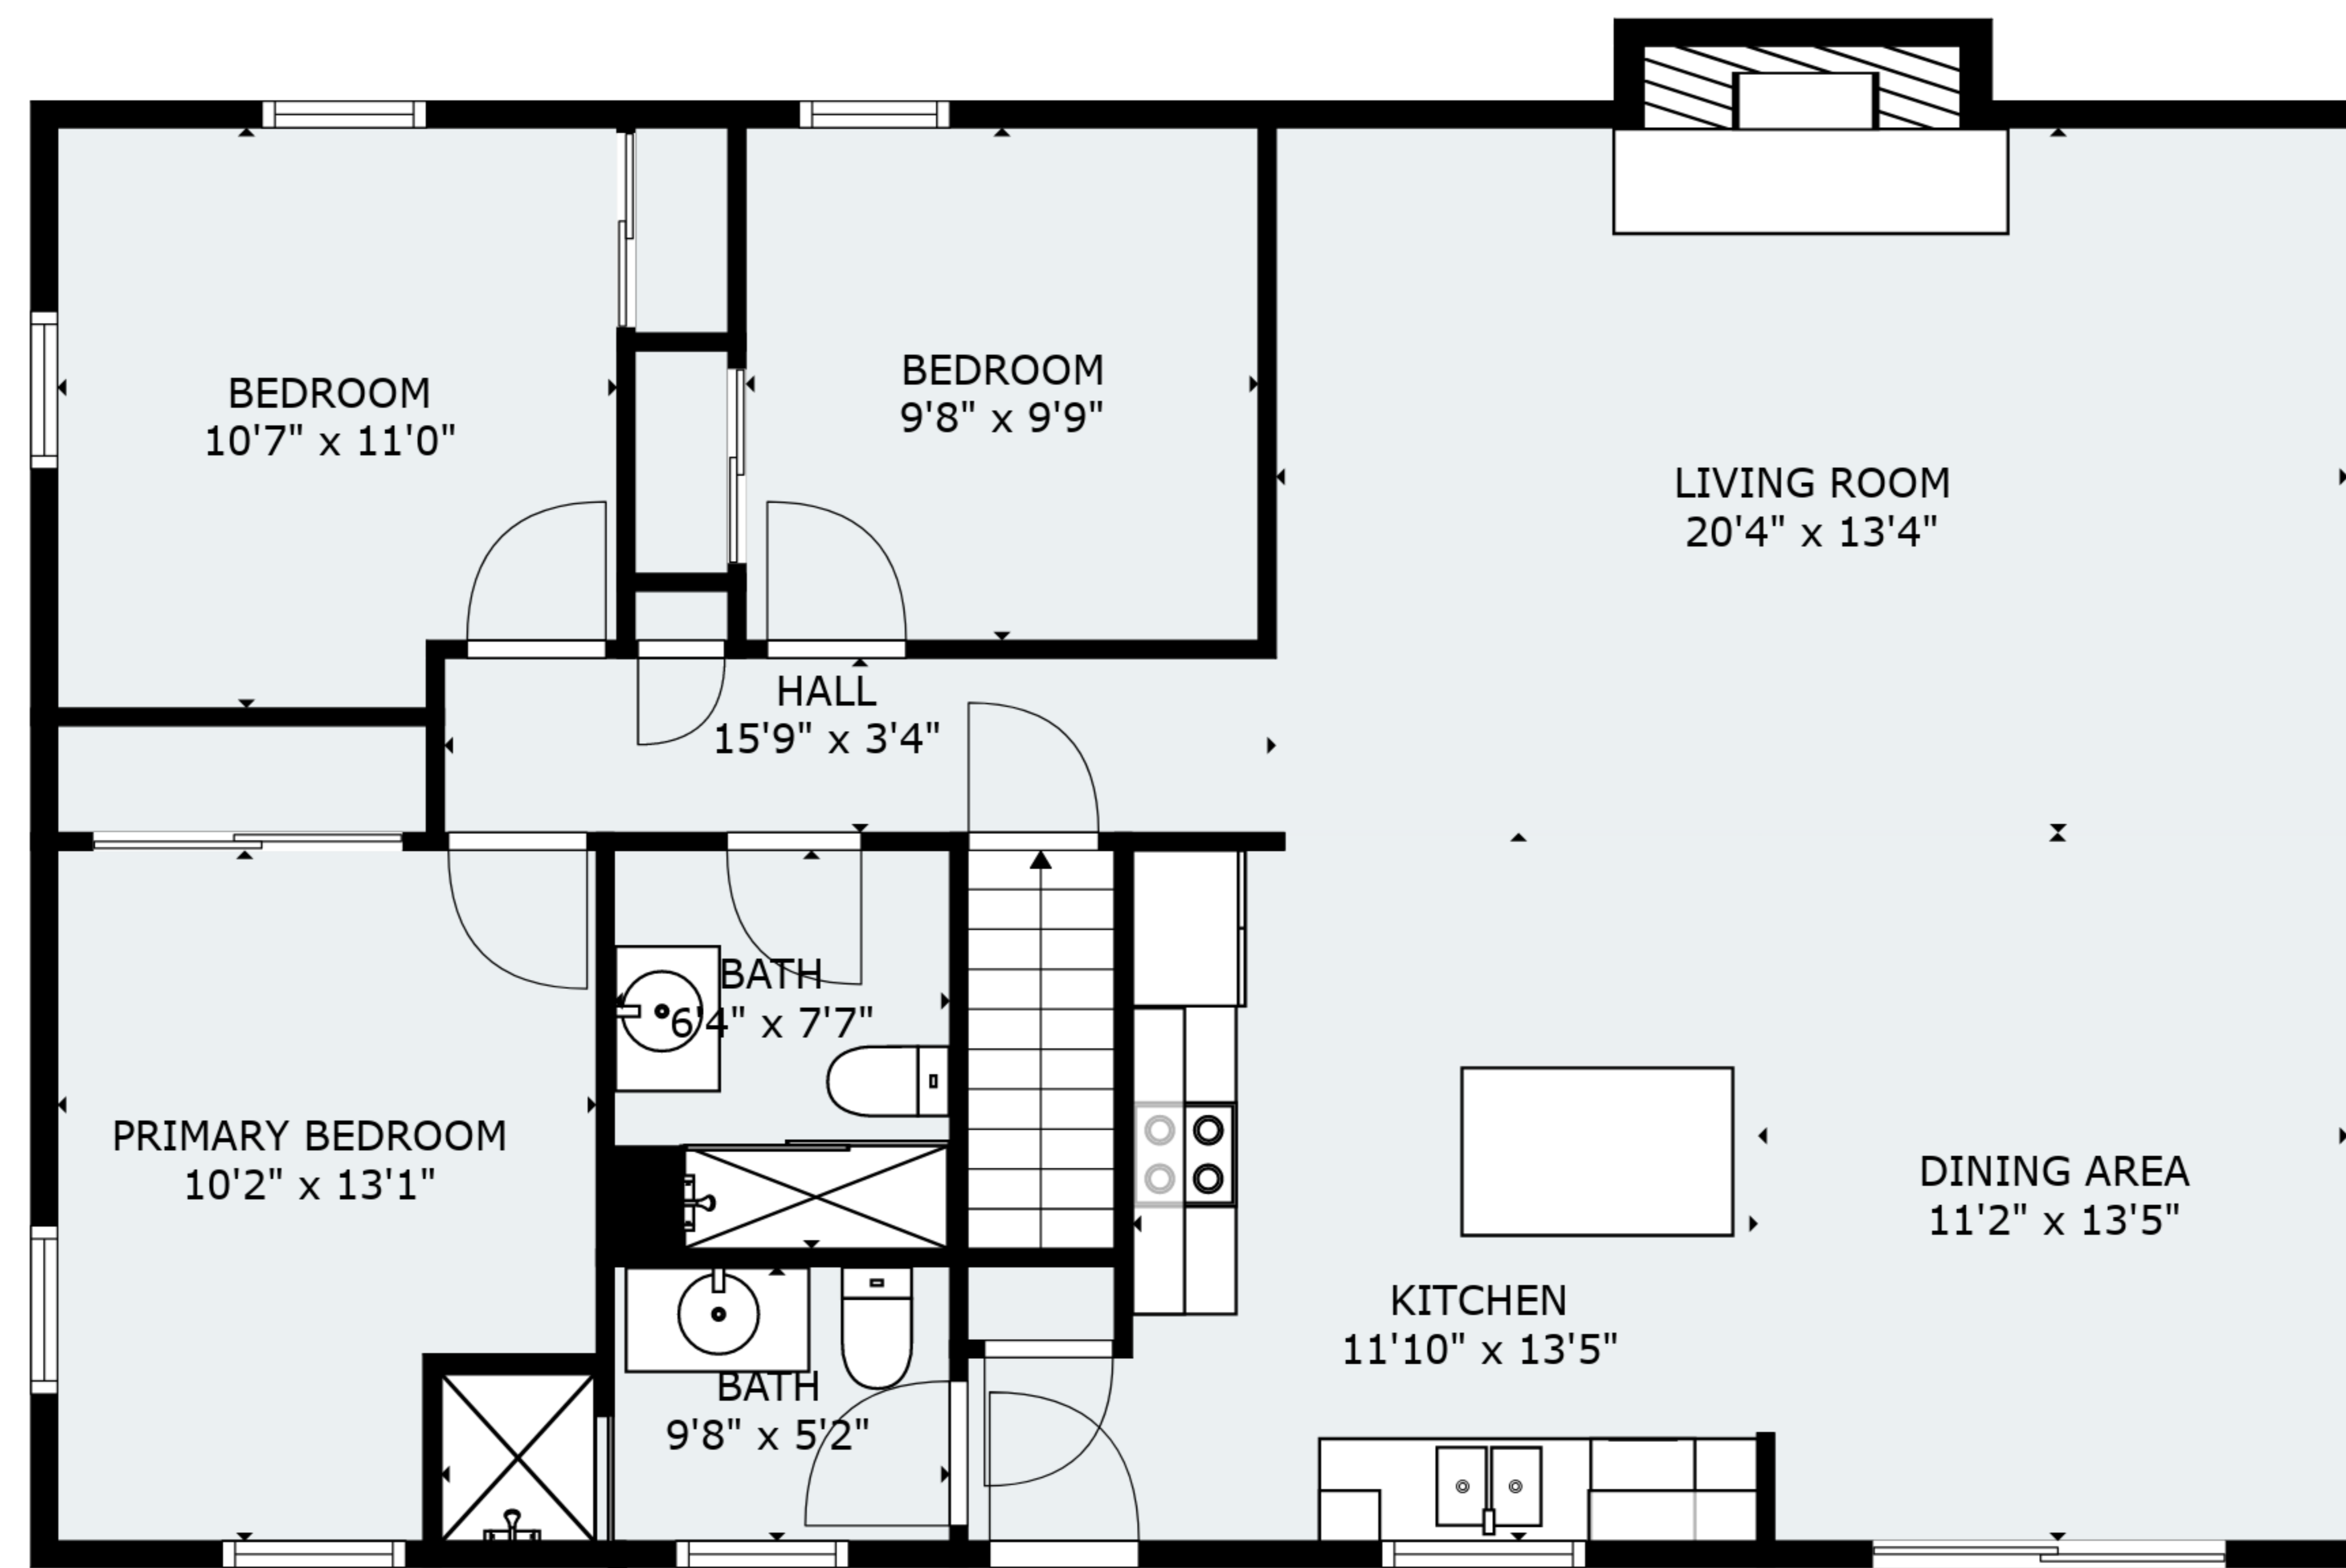 BEDROOM
10'7" x 11'0"
BEDROOM
9'8" x 9'9"
LIVING ROOM
20'4" x 13'4"
HALL
15'9" x 3'4"
BATH
6'4" x 7'7"
PRIMARY BEDROOM
10'2" x 13'1"
DINING AREA
11'2" x 13'5"
KITCHEN
11'10" x 13'5"
BATH
9'8" x 5'2"